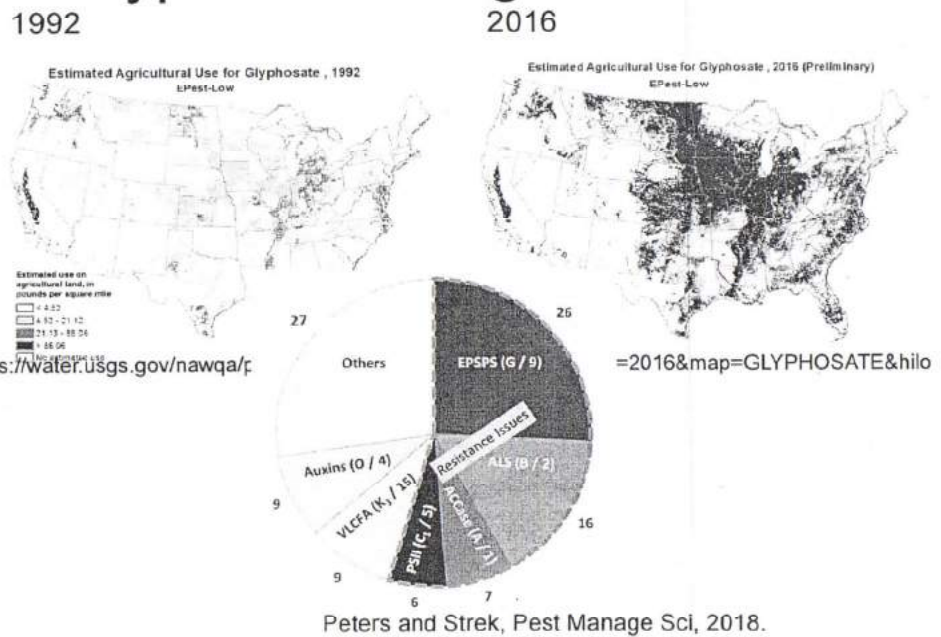 1992
2016
Estimated Agricultural Use for Glyphosate , 1992
EPest-Low
Estimated Agricultural Use for Glyphosate , 2016 (Preliminary)
EPest-Low
Estimated use on
agricultural land, in
pounds per square mile
No estimated use
s://water.usgs.gov/nawqa/p
=2016&map=GLYPHOSATE&hilo
27
26
Others
EPSPS (G / 9)
Resistance Issues
Auxins (O / 4)
ALS (B / 2)
9
VLCFA (K₃ / 15)
PSII (C₁ / 5)
ACCase (A / 1)
16
9
6
7
Peters and Strek, Pest Manage Sci, 2018.